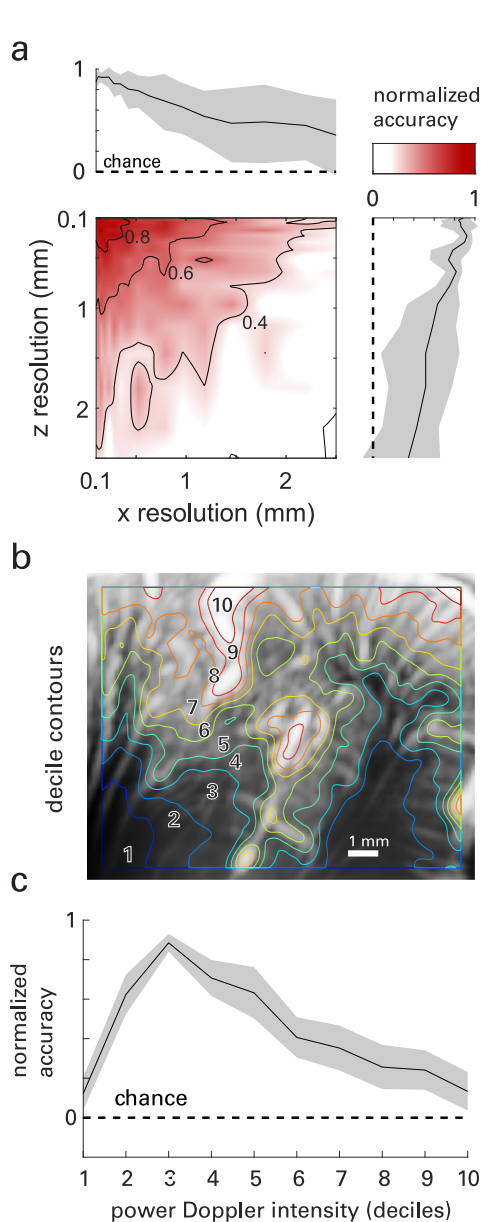 a
normalized
accuracy
0
1
1
chance
0
0.1
0.8
0.6
0.4
1
2
z resolution (mm)
0.1
1
2
x resolution (mm)
b
decile contours
10
9
8
7
6
5
4
3
2
1
1 mm
c
1
normalized
accuracy
chance
0
1 2 3 4 5 6 7 8 9 10
power Doppler intensity (deciles)